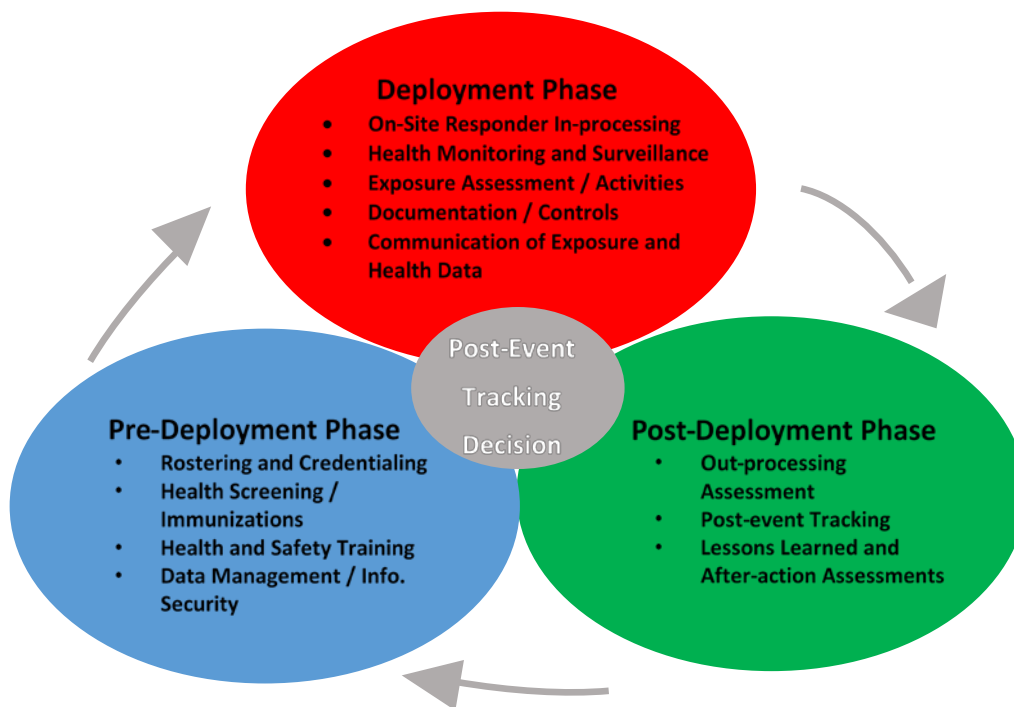 Deployment Phase
• On-Site Responder In-processing
• Health Monitoring and Surveillance
• Exposure Assessment / Activities
• Documentation / Controls
• Communication of Exposure and
Health Data
Post-Event
Tracking
Decision
Pre-Deployment Phase
• Rostering and Credentialing
• Health Screening /
Immunizations
• Health and Safety Training
• Data Management / Info.
Security
Post-Deployment Phase
• Out-processing
Assessment
• Post-event Tracking
• Lessons Learned and
After-action Assessments